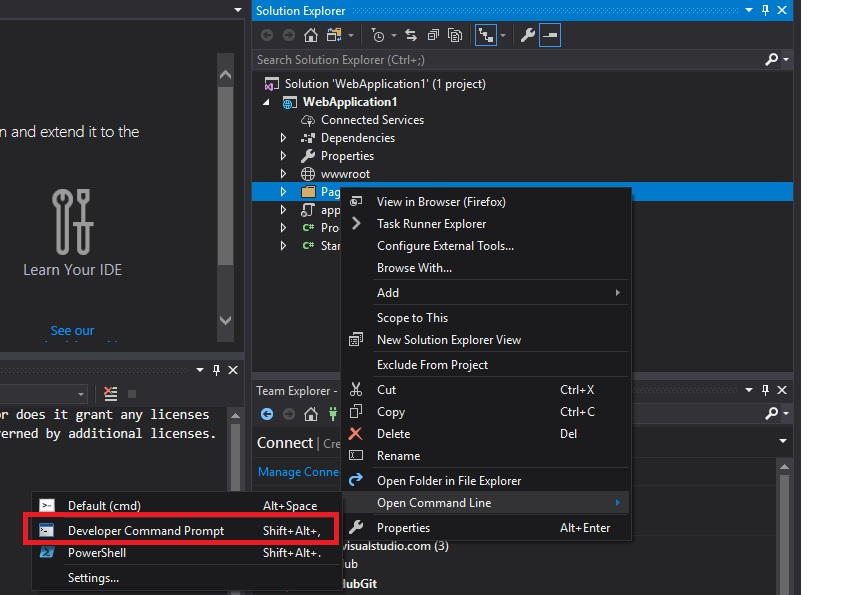 Solution Explorer
Search Solution Explorer (Ctrl+;)
Solution 'WebApplication1' (1 project)
WebApplication1
Connected Services
Dependencies
Properties
wwwroot
Pag
app
Pro
Star
n and extend it to the
Learn Your IDE
See our
View in Browser (Firefox)
Task Runner Explorer
Configure External Tools...
Browse With...
Add
Scope to This
New Solution Explorer View
Exclude From Project
Cut Ctrl+X
Copy Ctrl+C
Delete Del
Rename
Open Folder in File Explorer
Open Command Line
Properties Alt+Enter
or does it grant any licenses
verned by additional licenses.
Team Explorer -
Connect | Cre
Manage Conne
Default (cmd) Alt+Space
Developer Command Prompt Shift+Alt+,
PowerShell Shift+Alt+.
Settings...
visualstudio.com (3)
ub
lubGit